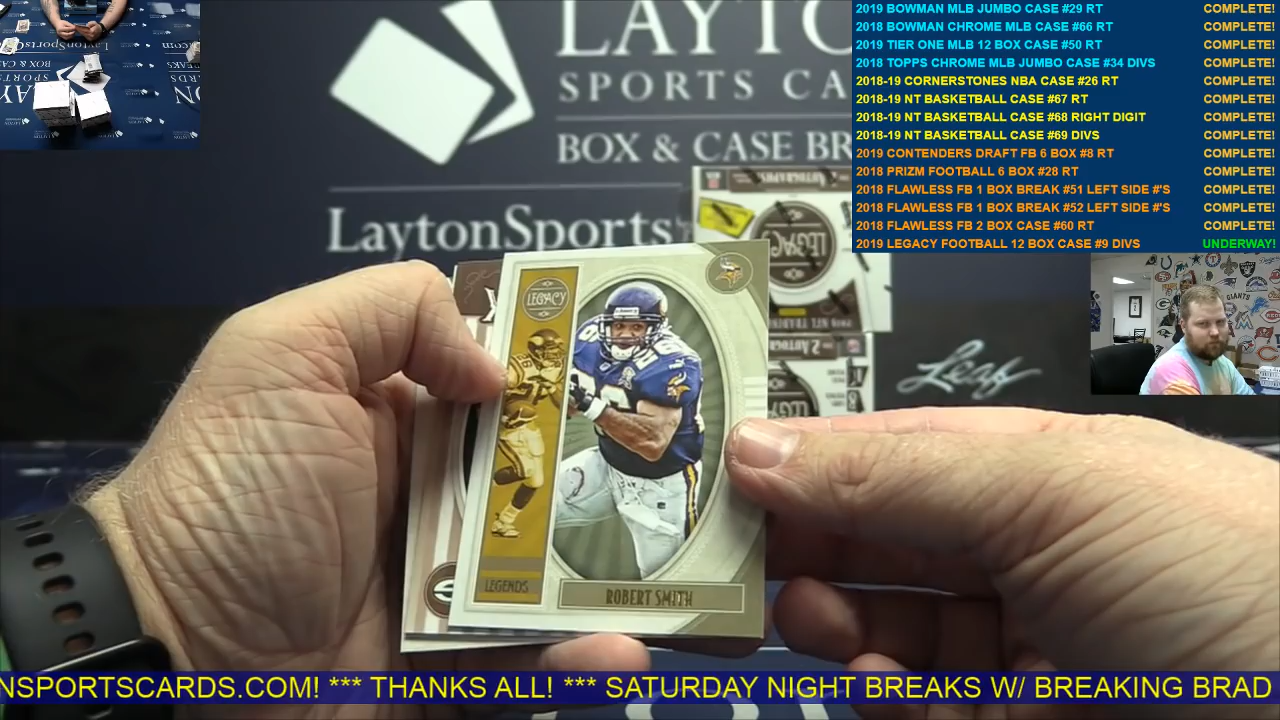 LAYTO
SPORTS CA
BOX & CASE BR
LaytonSports
2019 BOWMAN MLB JUMBO CASE #29 RT COMPLETE!
2018 BOWMAN CHROME MLB CASE #66 RT COMPLETE!
2019 TIER ONE MLB 12 BOX CASE #50 RT COMPLETE!
2018 TOPPS CHROME MLB JUMBO CASE #34 DIVS COMPLETE!
2018-19 CORNERSTONES NBA CASE #26 RT COMPLETE!
2018-19 NT BASKETBALL CASE #67 RT COMPLETE!
2018-19 NT BASKETBALL CASE #68 RIGHT DIGIT COMPLETE!
2018-19 NT BASKETBALL CASE #69 DIVS COMPLETE!
2019 CONTENDERS DRAFT FB 6 BOX #8 RT COMPLETE!
2018 PRIZM FOOTBALL 6 BOX #28 RT COMPLETE!
2018 FLAWLESS FB 1 BOX BREAK #51 LEFT SIDE #'S COMPLETE!
2018 FLAWLESS FB 1 BOX BREAK #52 LEFT SIDE #'S COMPLETE!
2018 FLAWLESS FB 2 BOX CASE #60 RT COMPLETE!
2019 LEGACY FOOTBALL 12 BOX CASE #9 DIVS UNDERWAY!
GIANTS
LEGACY
LEGACY
Leaf
LEGENDS
ROBERT SMITH
NSPORTSCARDS.COM! *** THANKS ALL! *** SATURDAY NIGHT BREAKS W/ BREAKING BRAD